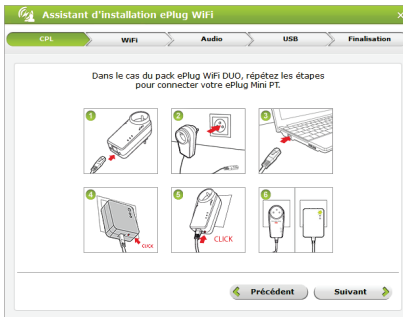 Assistant d'installation ePlug WiFi
CPL
WiFi
Audio
USB
Finalisation
Dans le cas du pack ePlug WiFi DUO, répétez les étapes
pour connecter votre ePlug Mini PT.
1
2
3
4
CLICK
5
CLICK
6
Précédent
Suivant